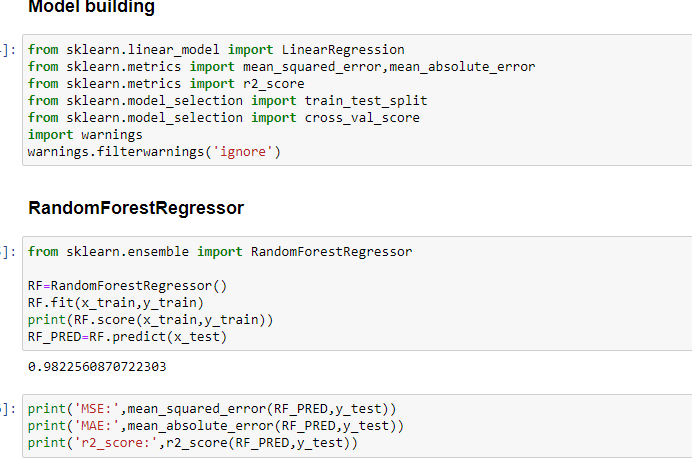 Model building
]:
from sklearn.linear_model import LinearRegression
from sklearn.metrics import mean_squared_error,mean_absolute_error
from sklearn.metrics import r2_score
from sklearn.model_selection import train_test_split
from sklearn.model_selection import cross_val_score
import warnings
warnings.filterwarnings('ignore')
RandomForestRegressor
]:
from sklearn.ensemble import RandomForestRegressor
RF=RandomForestRegressor()
RF.fit(x_train,y_train)
print(RF.score(x_train,y_train))
RF_PRED=RF.predict(x_test)
0.9822560870722303
]:
print('MSE:',mean_squared_error(RF_PRED,y_test))
print('MAE:',mean_absolute_error(RF_PRED,y_test))
print('r2_score:',r2_score(RF_PRED,y_test))